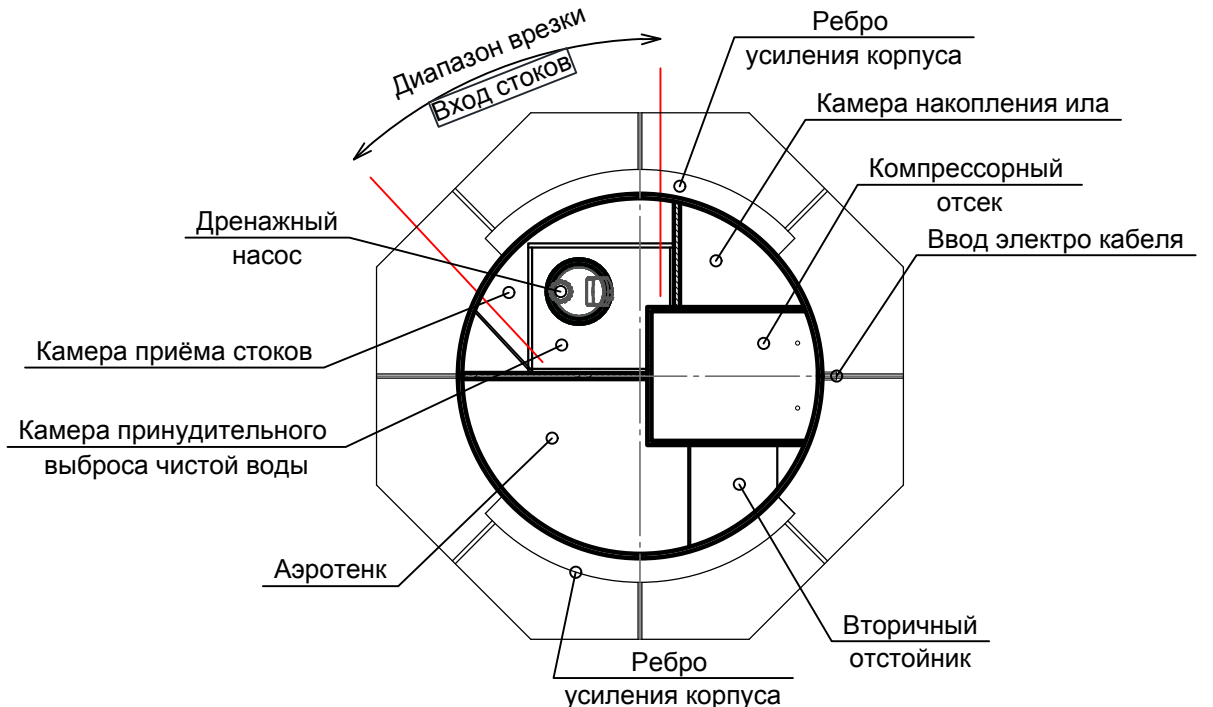 Диапазон врезки
Вход стоков
Ребро
усиления корпуса
Камера накопления ила
Компрессорный
отсек
Ввод электро кабеля
Дренажный
насос
Камера приёма стоков
Камера принудительного
выброса чистой воды
Аэротенк
Вторичный
отстойник
Ребро
усиления корпуса